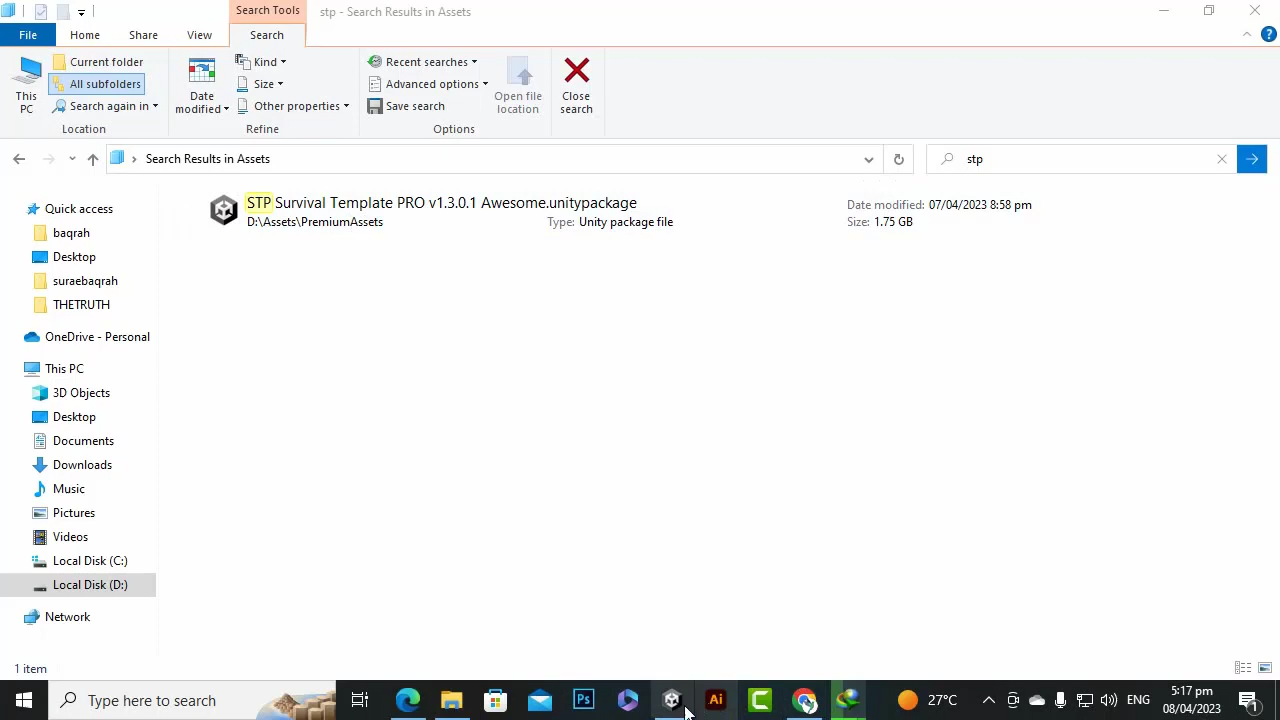 Search Tools
stp - Search Results in Assets
File
Home
Share
View
Search
This PC
Current folder
All subfolders
Search again in
Location
Date modified
Kind
Size
Other properties
Refine
Recent searches
Advanced options
Save search
Options
Open file location
Close search
Search Results in Assets
stp
Quick access
baqrah
Desktop
suraebaqrah
THETRUTH
OneDrive - Personal
This PC
3D Objects
Desktop
Documents
Downloads
Music
Pictures
Videos
Local Disk (C:)
Local Disk (D:)
Network
STP Survival Template PRO v1.3.0.1 Awesome.unitypackage
D:\Assets\PremiumAssets
Type: Unity package file
Date modified: 07/04/2023 8:58 pm
Size: 1.75 GB
1 item
Type here to search
Ps
Ai
C
27°C
ENG
5:17 pm
08/04/2023
1